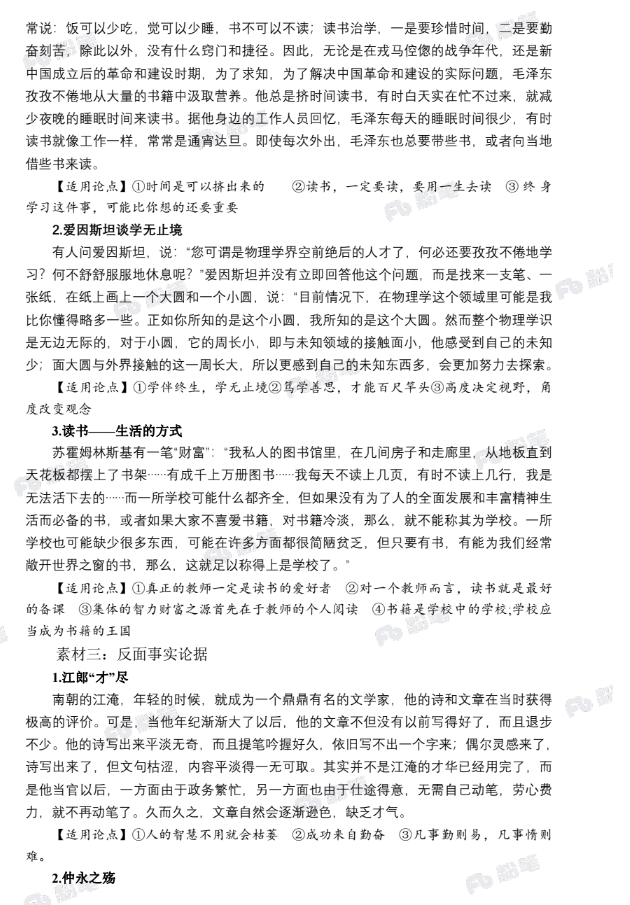 常说：饭可以少吃，觉可以少睡，书不可以不读；读书治学，一是要珍惜时间，二是要勤
奋刻苦，除此以外，没有什么窍门和捷径。因此，无论是在戎马倥偬的战争年代，还是新
中国成立后的革命和建设时期，为了求知，为了解决中国革命和建设的实际问题，毛泽东
孜孜不倦地从大量的书籍中汲取营养。他总是挤时间读书，有时白天实在忙不过来，就减
少夜晚的睡眠时间来读书。据他身边的工作人员回忆，毛泽东每天的睡眠时间很少，有时
读书就像工作一样，常常是通宵达旦。即使每次外出，毛泽东也总要带些书，或者向当地
借些书来读。
【适用论点】①时间是可以挤出来的　②读书，一定要读，要用一生去读　③ 终 身
学习这件事，可能比你想的还要重要
2.爱因斯坦谈学无止境
有人问爱因斯坦，说：“您可谓是物理学界空前绝后的人才了，何必还要孜孜不倦地学
习？何不舒舒服服地休息呢？”爱因斯坦并没有立即回答他这个问题，而是找来一支笔、一
张纸，在纸上画上一个大圆和一个小圆，说：“目前情况下，在物理学这个领域里可能是我
比你懂得略多一些。正如你所知的是这个小圆，我所知的是这个大圆。然而整个物理学识
是无边无际的，对于小圆，它的周长小，即与未知领域的接触面小，他感受到自己的未知
少；面大圆与外界接触的这一周长大，所以更感到自己的未知东西多，会更加努力去探索。
【适用论点】①学伴终生，学无止境②笃学善思，才能百尺竿头③高度决定视野，角
度改变观念
3.读书——生活的方式
苏霍姆林斯基有一笔“财富”：“我私人的图书馆里，在几间房子和走廊里，从地板直到
天花板都摆上了书架……有成千上万册图书……我每天不读上几页，有时不读上几行，我是
无法活下去的……而一所学校可能什么都齐全，但如果没有为了人的全面发展和丰富精神生
活而必备的书，或者如果大家不喜爱书籍，对书籍冷淡，那么，就不能称其为学校。一所
学校也可能缺少很多东西，可能在许多方面都很简陋贫乏，但只要有书，有能为我们经常
敞开世界之窗的书，那么，这就足以称得上是学校了。”
【适用论点】①真正的教师一定是读书的爱好者　②对一个教师而言，读书就是最好
的备课　③集体的智力财富之源首先在于教师的个人阅读　④书籍是学校中的学校;学校应
当成为书籍的王国
素材三：反面事实论据
1.江郎“才”尽
南朝的江淹，年轻的时候，就成为一个鼎鼎有名的文学家，他的诗和文章在当时获得
极高的评价。可是，当他年纪渐渐大了以后，他的文章不但没有以前写得好了，而且退步
不少。他的诗写出来平淡无奇，而且提笔吟握好久，依旧写不出一个字来；偶尔灵感来了，
诗写出来了，但文句枯涩，内容平淡得一无可取。其实并不是江淹的才华已经用完了，而
是他当官以后，一方面由于政务繁忙，另一方面也由于仕途得意，无需自己动笔，劳心费
力，就不再动笔了。久而久之，文章自然会逐渐逊色，缺乏才气。
【适用论点】①人的智慧不用就会枯萎　②成功来自勤奋　③凡事勤则易，凡事惰则
难。
2.仲永之殇